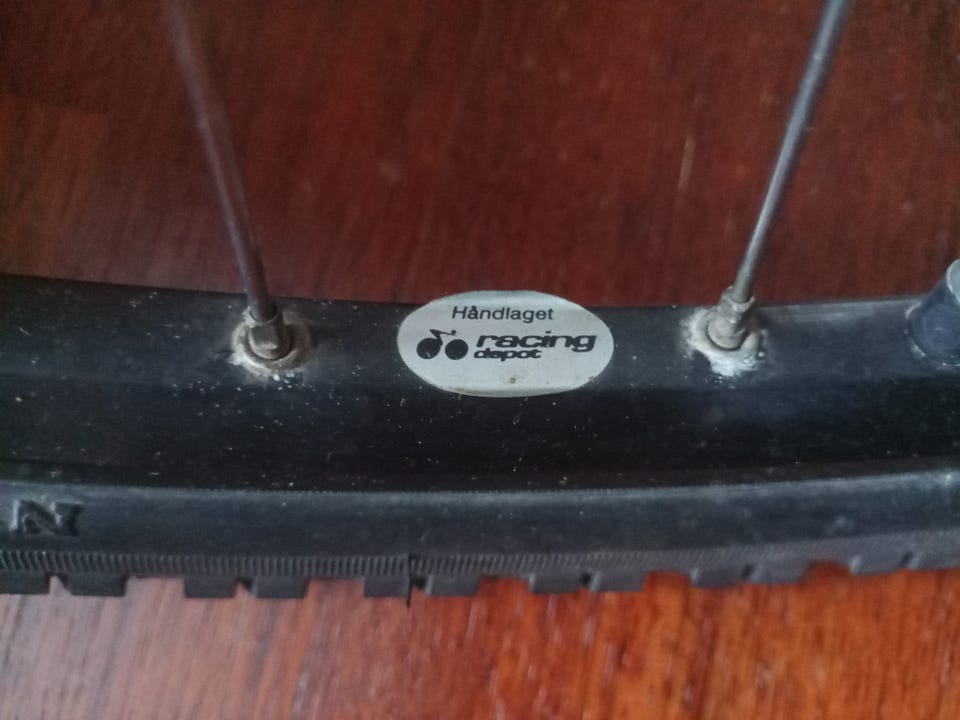 Håndlaget
racing
depot
N